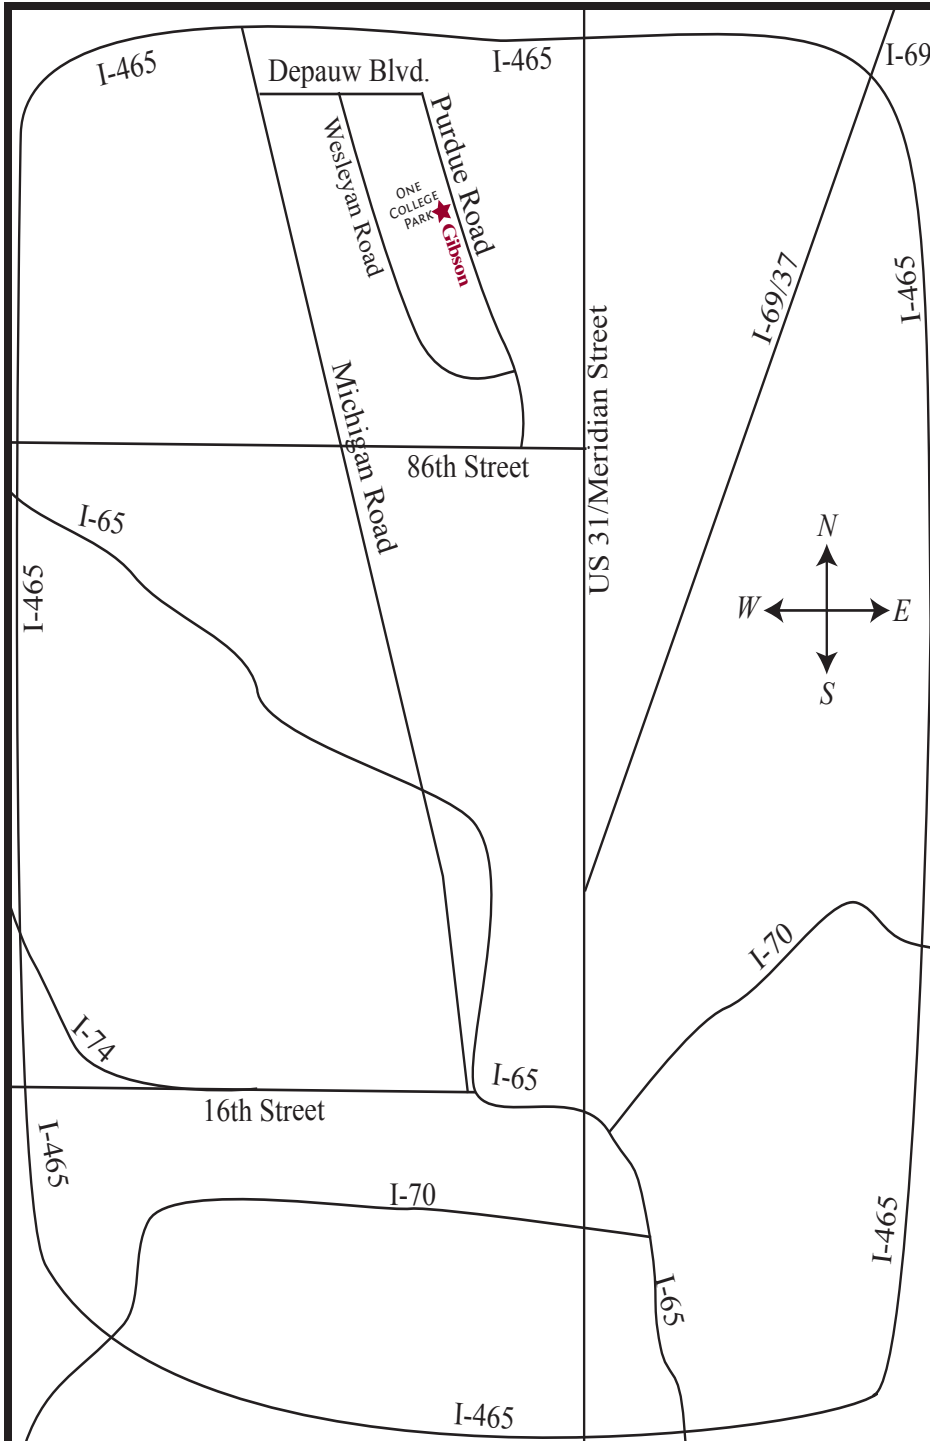 I-465
I-465
I-69
Depauw Blvd.
Wesleyan Road
Purdue Road
ONE
COLLEGE
PARK
Gibson
I-69/37
I-465
US 31/Meridian Street
Michigan Road
86th Street
I-65
I-465
N
W
E
S
I-70
I-74
I-65
16th Street
I-465
I-70
I-465
I-65
I-465